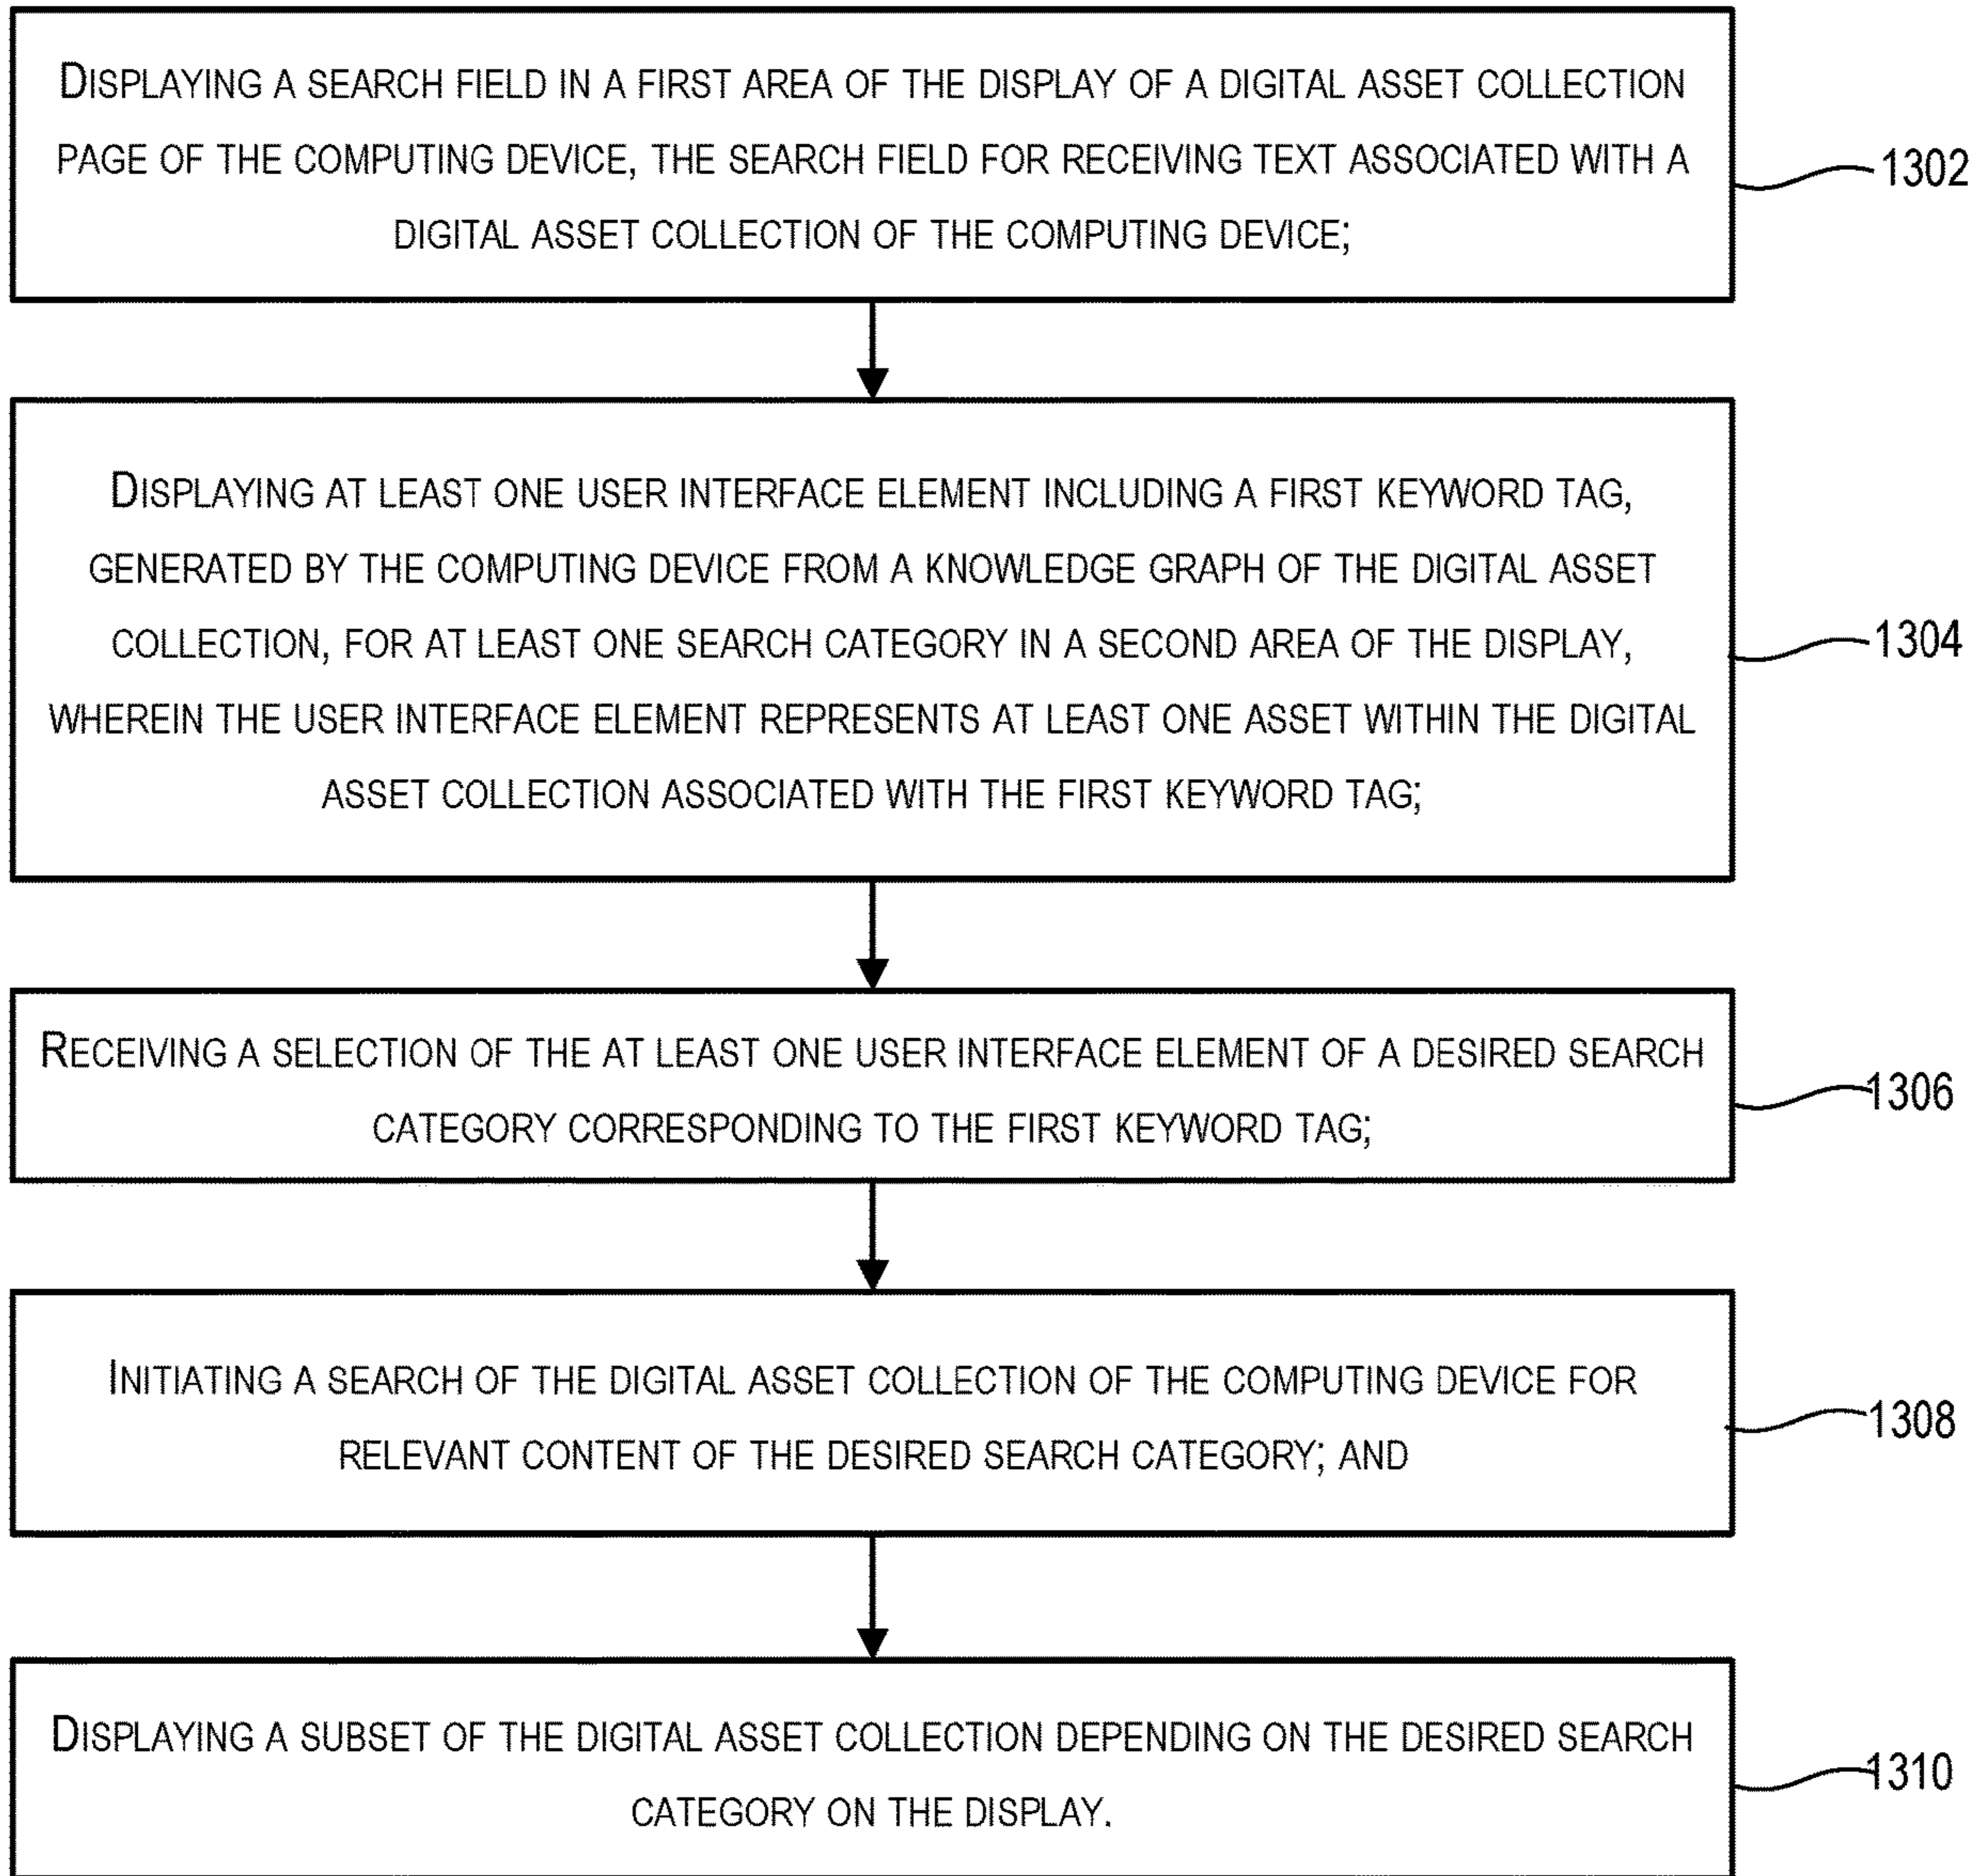 DISPLAYING A SEARCH FIELD IN A FIRST AREA OF THE DISPLAY OF A DIGITAL ASSET COLLECTION
PAGE OF THE COMPUTING DEVICE, THE SEARCH FIELD FOR RECEIVING TEXT ASSOCIATED WITH A
DIGITAL ASSET COLLECTION OF THE COMPUTING DEVICE;
1302
DISPLAYING AT LEAST ONE USER INTERFACE ELEMENT INCLUDING A FIRST KEYWORD TAG,
GENERATED BY THE COMPUTING DEVICE FROM A KNOWLEDGE GRAPH OF THE DIGITAL ASSET
COLLECTION, FOR AT LEAST ONE SEARCH CATEGORY IN A SECOND AREA OF THE DISPLAY,
WHEREIN THE USER INTERFACE ELEMENT REPRESENTS AT LEAST ONE ASSET WITHIN THE DIGITAL
ASSET COLLECTION ASSOCIATED WITH THE FIRST KEYWORD TAG;
1304
RECEIVING A SELECTION OF THE AT LEAST ONE USER INTERFACE ELEMENT OF A DESIRED SEARCH
CATEGORY CORRESPONDING TO THE FIRST KEYWORD TAG;
1306
INITIATING A SEARCH OF THE DIGITAL ASSET COLLECTION OF THE COMPUTING DEVICE FOR
RELEVANT CONTENT OF THE DESIRED SEARCH CATEGORY; AND
1308
DISPLAYING A SUBSET OF THE DIGITAL ASSET COLLECTION DEPENDING ON THE DESIRED SEARCH
CATEGORY ON THE DISPLAY.
1310